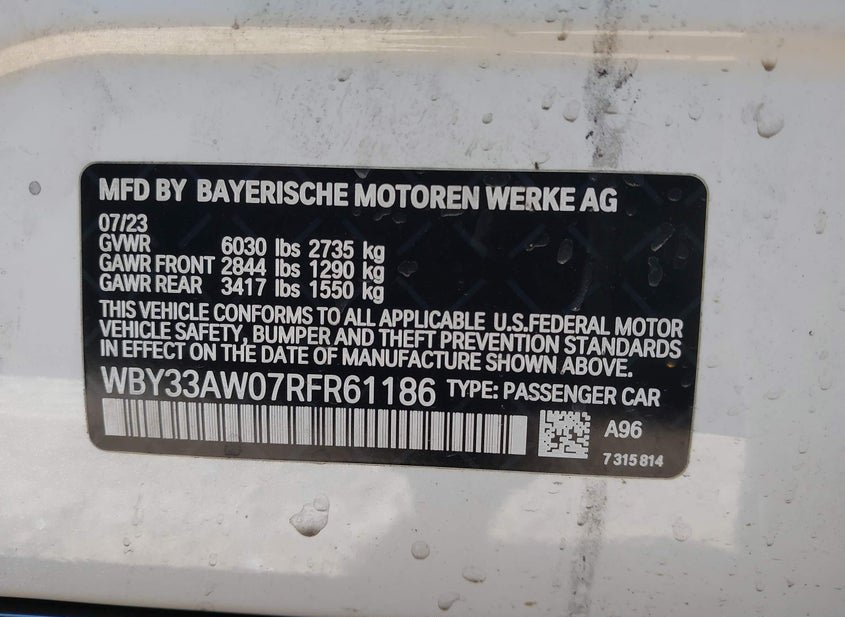 MFD BY BAYERISCHE MOTOREN WERKE AG
07/23
GVWR 6030 lbs 2735 kg
GAWR FRONT 2844 lbs 1290 kg
GAWR REAR 3417 lbs 1550 kg
THIS VEHICLE CONFORMS TO ALL APPLICABLE U.S.FEDERAL MOTOR
VEHICLE SAFETY, BUMPER AND THEFT PREVENTION STANDARDS
IN EFFECT ON THE DATE OF MANUFACTURE SHOWN ABOVE.
WBY33AW07RFR61186 TYPE: PASSENGER CAR
A96
7 315 814